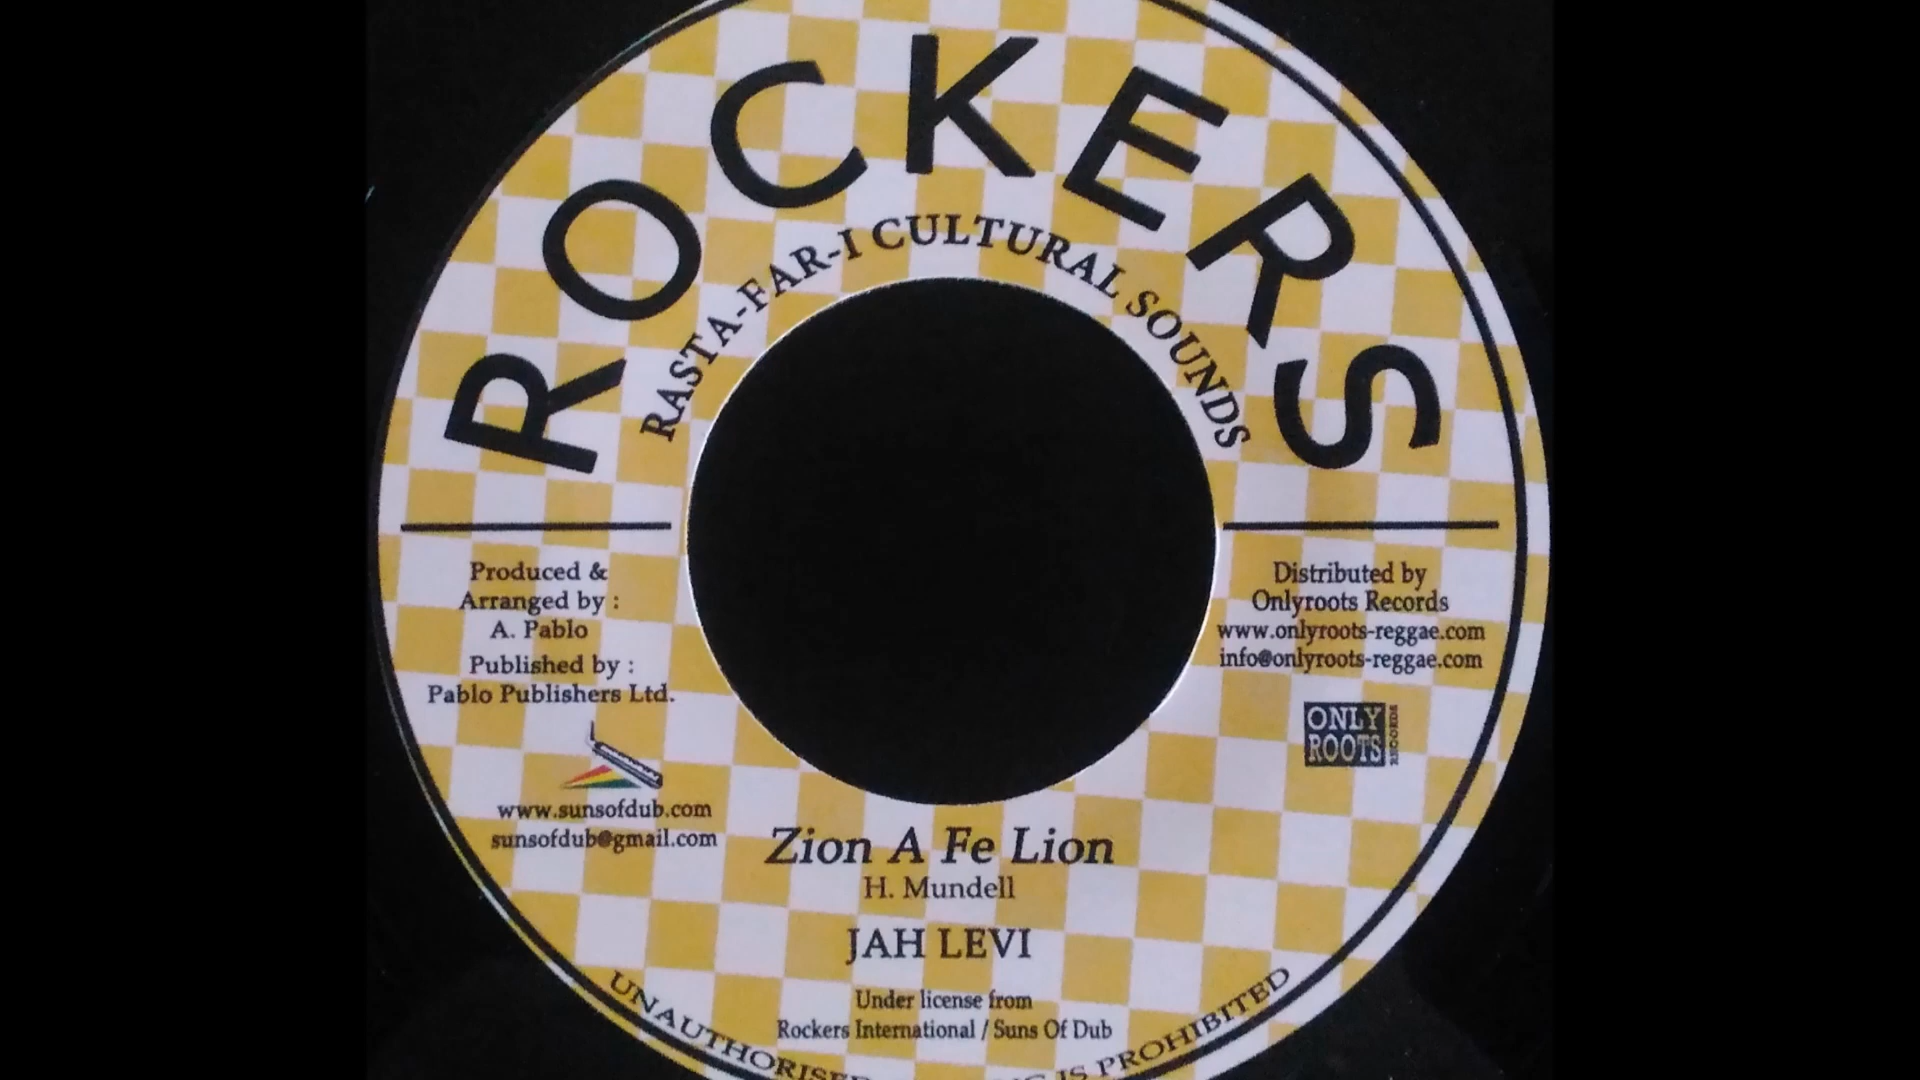 ROCKERS
RASTA-FAR-I CULTURAL SOUNDS
Produced &
Arranged by :
A. Pablo
Published by :
Pablo Publishers Ltd.
www.sunsofdub.com
sunsofdub@gmail.com
Distributed by
Onlyroots Records
www.onlyroots-reggae.com
info@onlyroots-reggae.com
ONLY
ROOTS
RECORDS
Zion A Fe Lion
H. Mundell
JAH LEVI
Under license from
Rockers International / Suns Of Dub
IS PROHIBITED